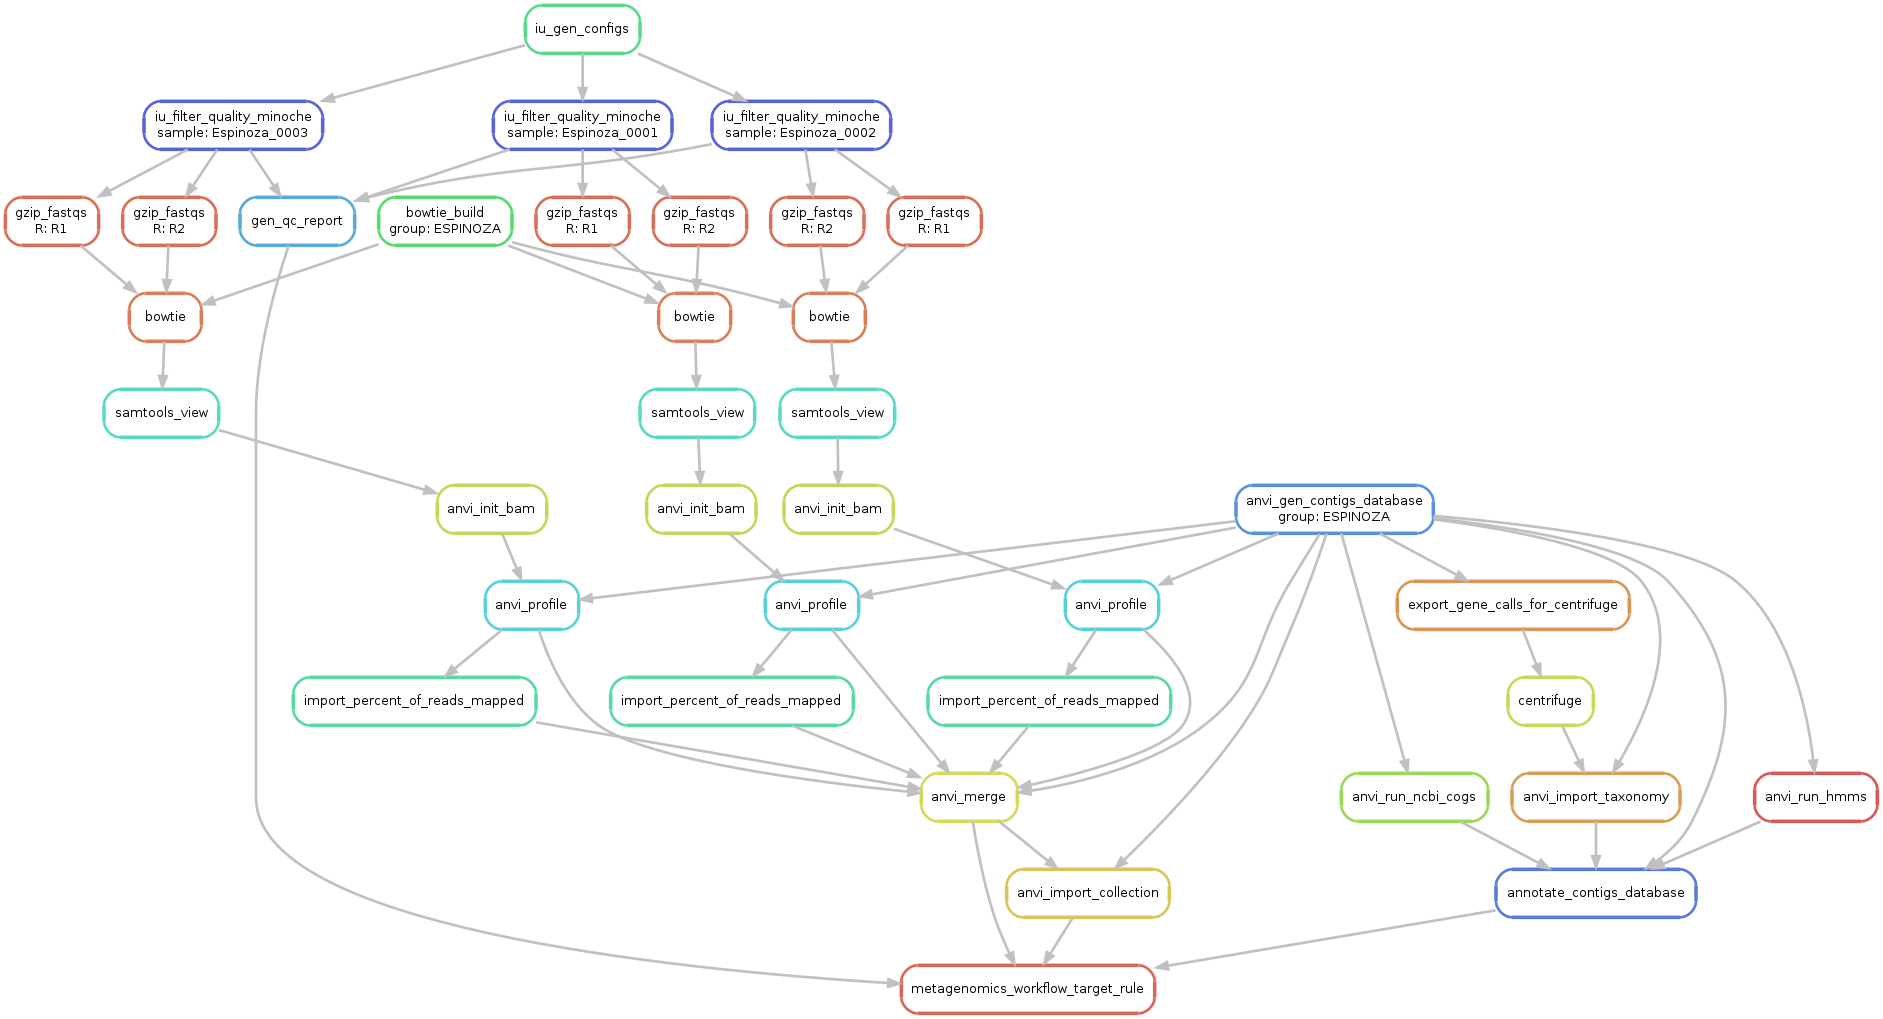 iu_gen_configs
iu_filter_quality_minoche
sample: Espinoza_0003
iu_filter_quality_minoche
sample: Espinoza_0001
iu_filter_quality_minoche
sample: Espinoza_0002
gzip_fastqs
R: R1
gzip_fastqs
R: R2
gen_qc_report
bowtie_build
group: ESPINOZA
gzip_fastqs
R: R1
gzip_fastqs
R: R2
gzip_fastqs
R: R2
gzip_fastqs
R: R1
bowtie
bowtie
bowtie
samtools_view
samtools_view
samtools_view
anvi_init_bam
anvi_init_bam
anvi_init_bam
anvi_gen_contigs_database
group: ESPINOZA
anvi_profile
anvi_profile
anvi_profile
export_gene_calls_for_centrifuge
import_percent_of_reads_mapped
import_percent_of_reads_mapped
import_percent_of_reads_mapped
centrifuge
anvi_merge
anvi_run_ncbi_cogs
anvi_import_taxonomy
anvi_run_hmms
anvi_import_collection
annotate_contigs_database
metagenomics_workflow_target_rule